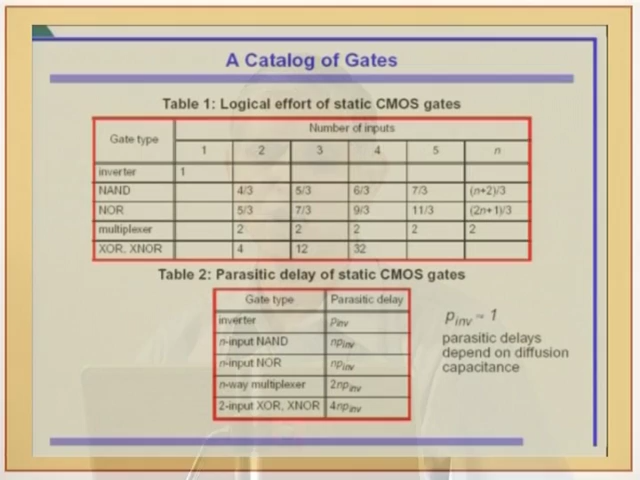 A Catalog of Gates
Table 1: Logical effort of static CMOS gates
Gate type Number of inputs
1 2 3 4 5 n
inverter 1
NAND 4/3 5/3 6/3 7/3 (n+2)/3
NOR 5/3 7/3 9/3 11/3 (2n+1)/3
multiplexer 2 2 2 2 2
XOR, XNOR 4 12 32
Table 2: Parasitic delay of static CMOS gates
Gate type Parasitic delay
inverter pinv
n-input NAND npinv
n-input NOR npinv
n-way multiplexer 2npinv
2-input XOR, XNOR 4npinv
pinv ~ 1
parasitic delays
depend on diffusion
capacitance